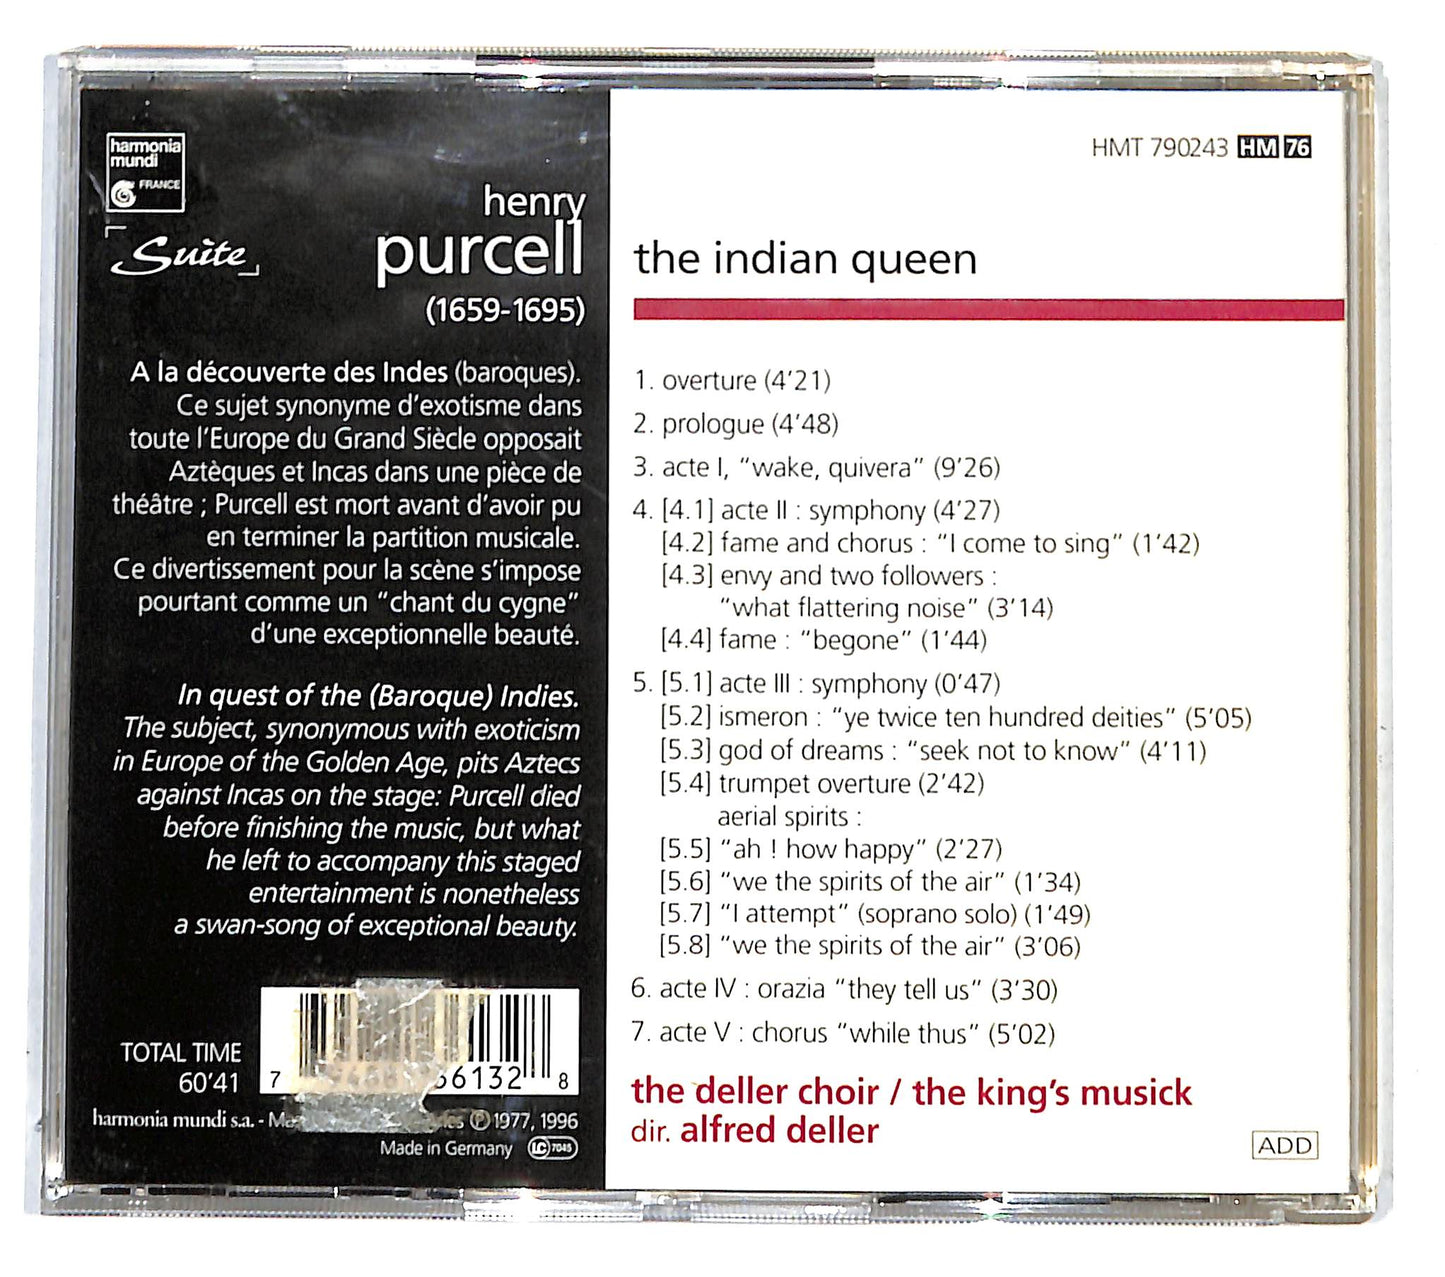 harmonia
mundi
FRANCE
Suite
henry
purcell
(1659-1695)
A la découverte des Indes (baroques).
Ce sujet synonyme d'exotisme dans
toute l'Europe du Grand Siècle opposait
Aztèques et Incas dans une pièce de
théâtre ; Purcell est mort avant d'avoir pu
en terminer la partition musicale.
Ce divertissement pour la scène s'impose
pourtant comme un "chant du cygne"
d'une exceptionnelle beauté.
In quest of the (Baroque) Indies.
The subject, synonymous with exoticism
in Europe of the Golden Age, pits Aztecs
against Incas on the stage: Purcell died
before finishing the music, but what
he left to accompany this staged
entertainment is nonetheless
a swan-song of exceptional beauty.
TOTAL TIME
60'41
7 56132 8
harmonia mundi s.a. - ℗ 1977, 1996
Made in Germany LC 7045
HMT 790243 HM 76
the indian queen
1. overture (4'21)
2. prologue (4'48)
3. acte I, "wake, quivera" (9'26)
4. [4.1] acte II : symphony (4'27)
[4.2] fame and chorus : "I come to sing" (1'42)
[4.3] envy and two followers :
"what flattering noise" (3'14)
[4.4] fame : "begone" (1'44)
5. [5.1] acte III : symphony (0'47)
[5.2] ismeron : "ye twice ten hundred deities" (5'05)
[5.3] god of dreams : "seek not to know" (4'11)
[5.4] trumpet overture (2'42)
aerial spirits :
[5.5] "ah ! how happy" (2'27)
[5.6] "we the spirits of the air" (1'34)
[5.7] "I attempt" (soprano solo) (1'49)
[5.8] "we the spirits of the air" (3'06)
6. acte IV : orazia "they tell us" (3'30)
7. acte V : chorus "while thus" (5'02)
the deller choir / the king's musick
dir. alfred deller
ADD